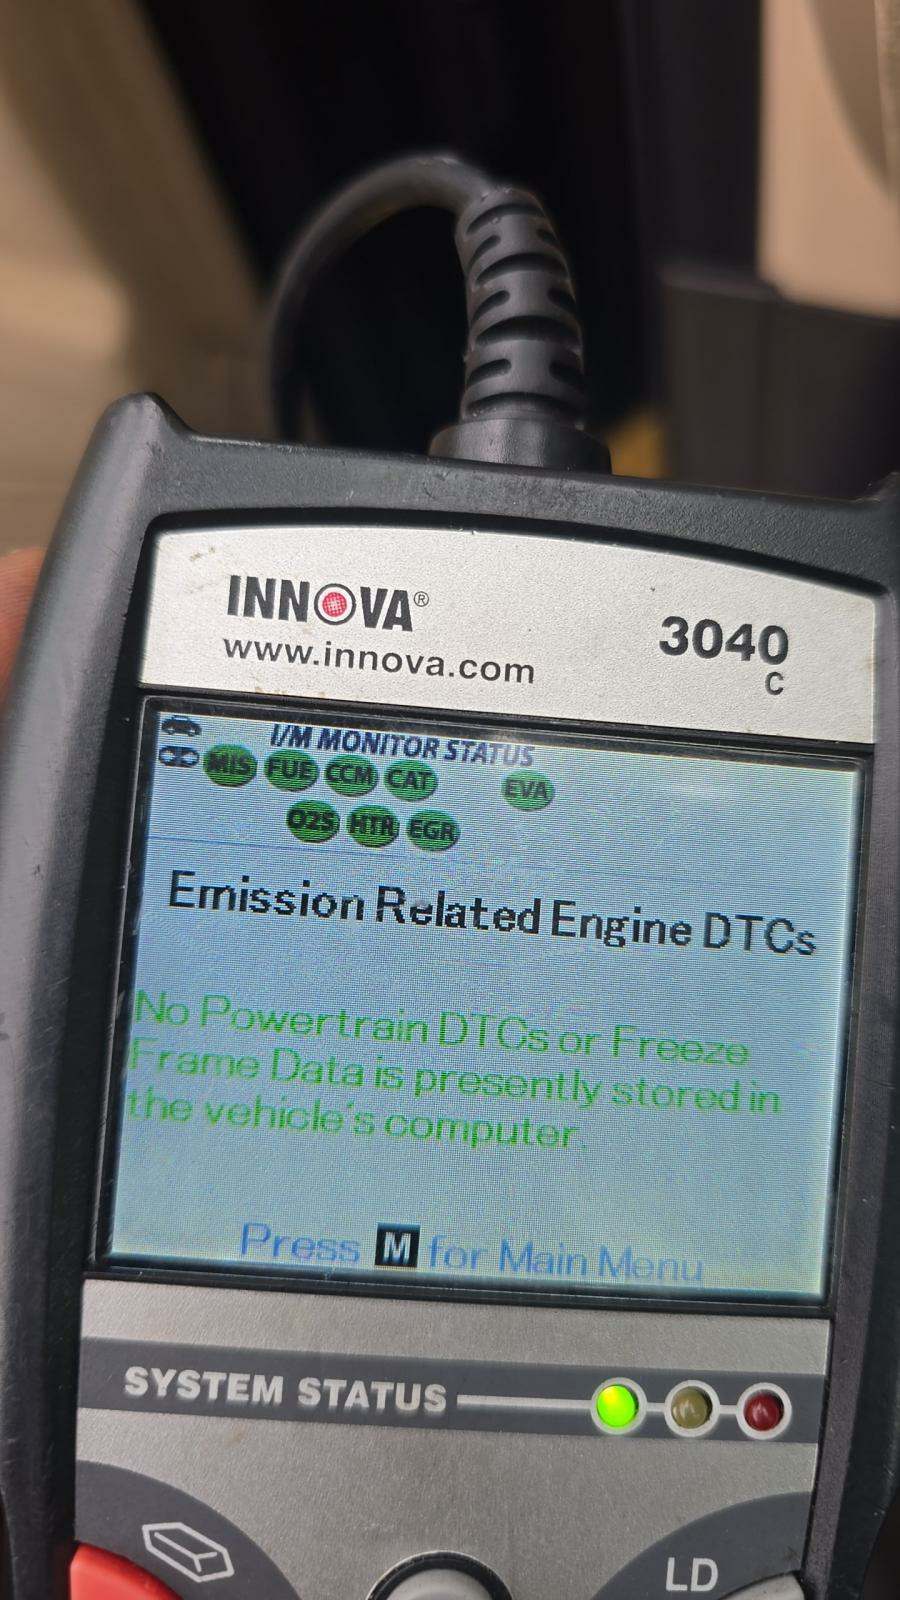 INNOVA®
www.innova.com
3040
C
I/M MONITOR STATUS
MIS FUE CCM CAT EVA
O2S HTR EGR
Emission Related Engine DTCs
No Powertrain DTCs or Freeze
Frame Data is presently stored in
the vehicle's computer.
Press M for Main Menu
SYSTEM STATUS
LD